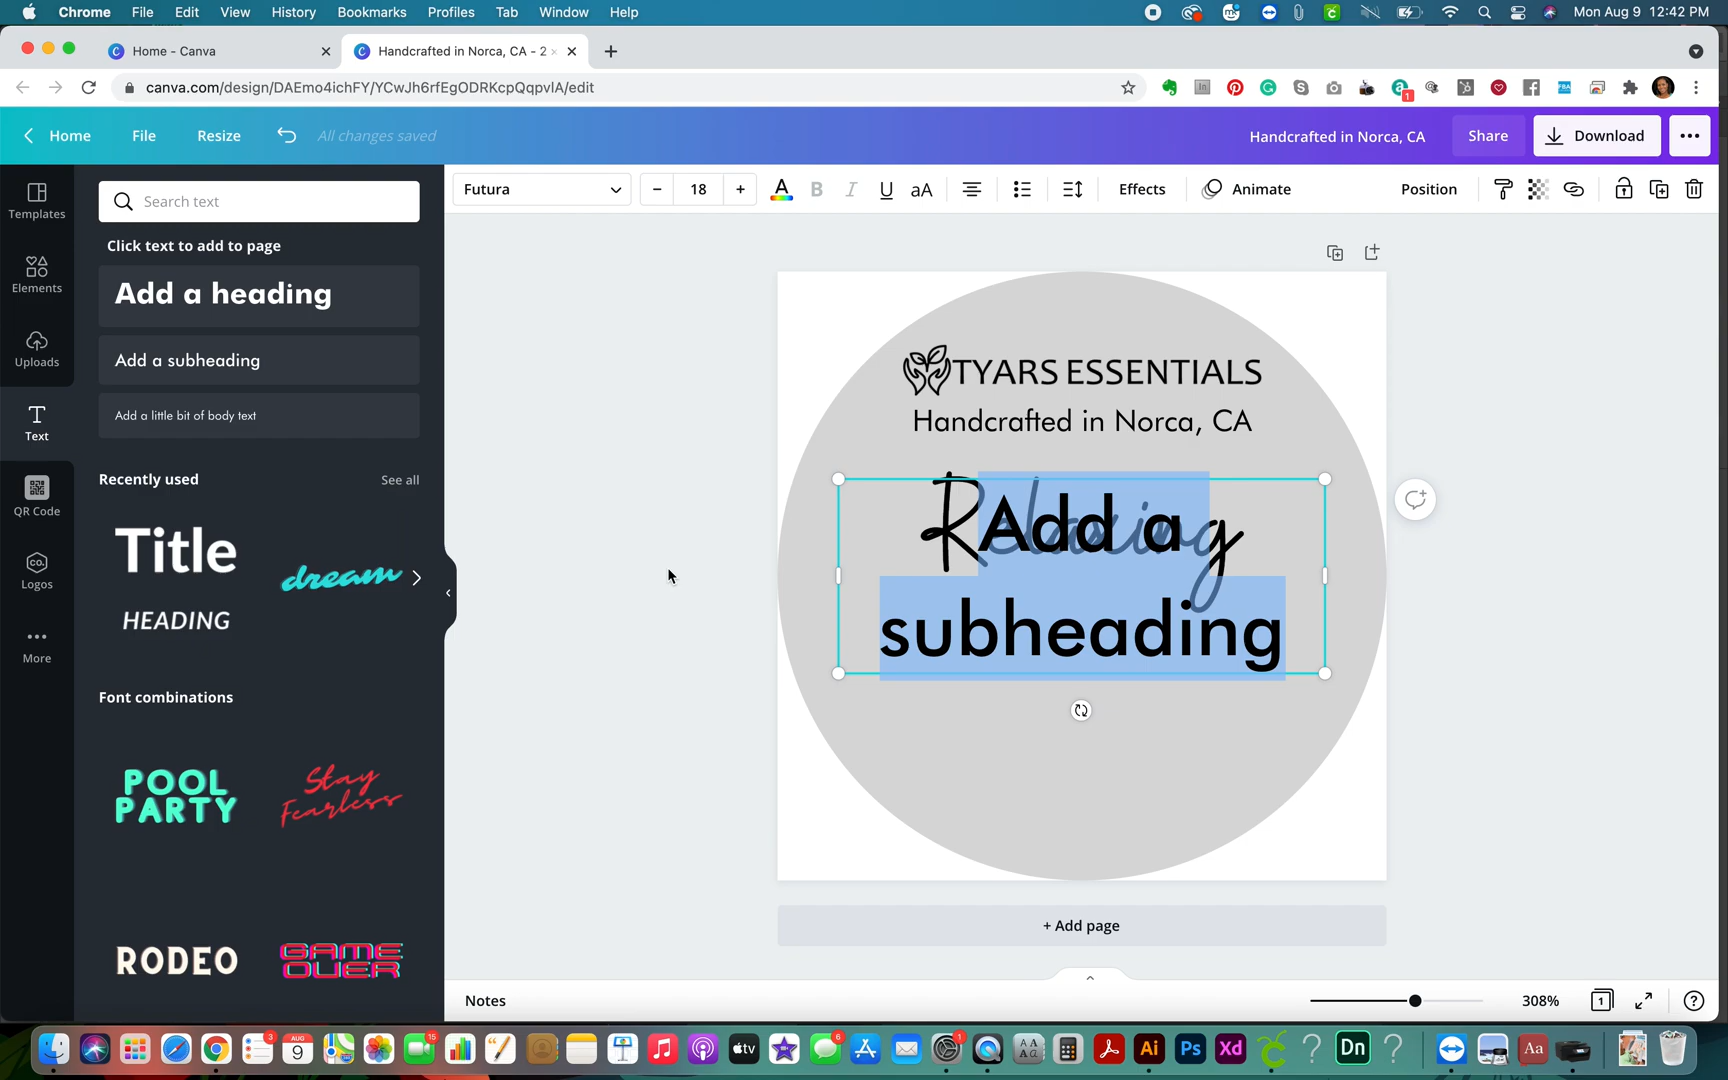 Chrome File Edit View History Bookmarks Profiles Tab Window Help
Mon Aug 9 12:42 PM
Home - Canva
Handcrafted in Norca, CA - 2
canva.com/design/DAEmo4ichFY/YCwJh6rfEgODRKcpQqpvIA/edit
Home File Resize All changes saved
Handcrafted in Norca, CA Share Download
Futura 18 A B I U aA Effects Animate Position
Templates
Elements
Uploads
Text
QR Code
Logos
More
Search text
Click text to add to page
Add a heading
Add a subheading
Add a little bit of body text
Recently used See all
Title
HEADING
dream
Font combinations
POOL
PARTY
Stay
Fearless
RODEO
GAME
OVER
TYARS ESSENTIALS
Handcrafted in Norca, CA
Relaxing
Add a
subheading
+ Add page
Notes
308%
1